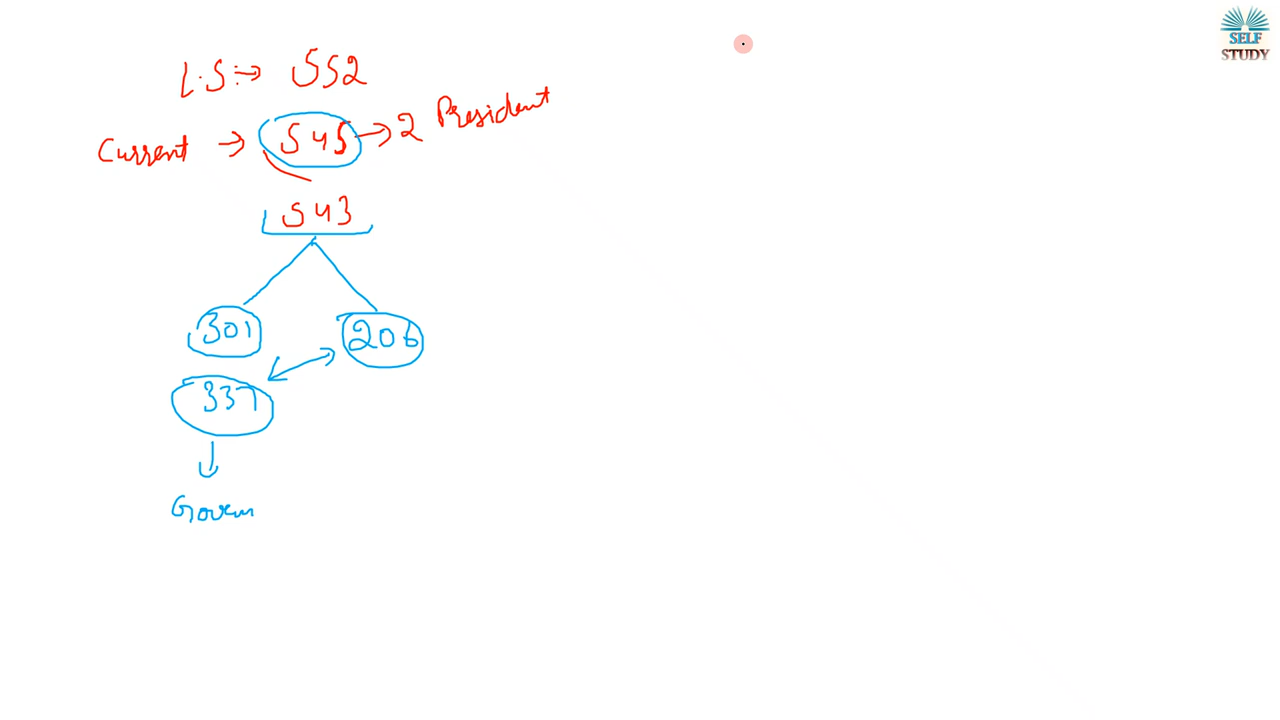 L.S.:→ 552
Current → 545 → 2 President
543
301 206
337
Govern
SELF
STUDY